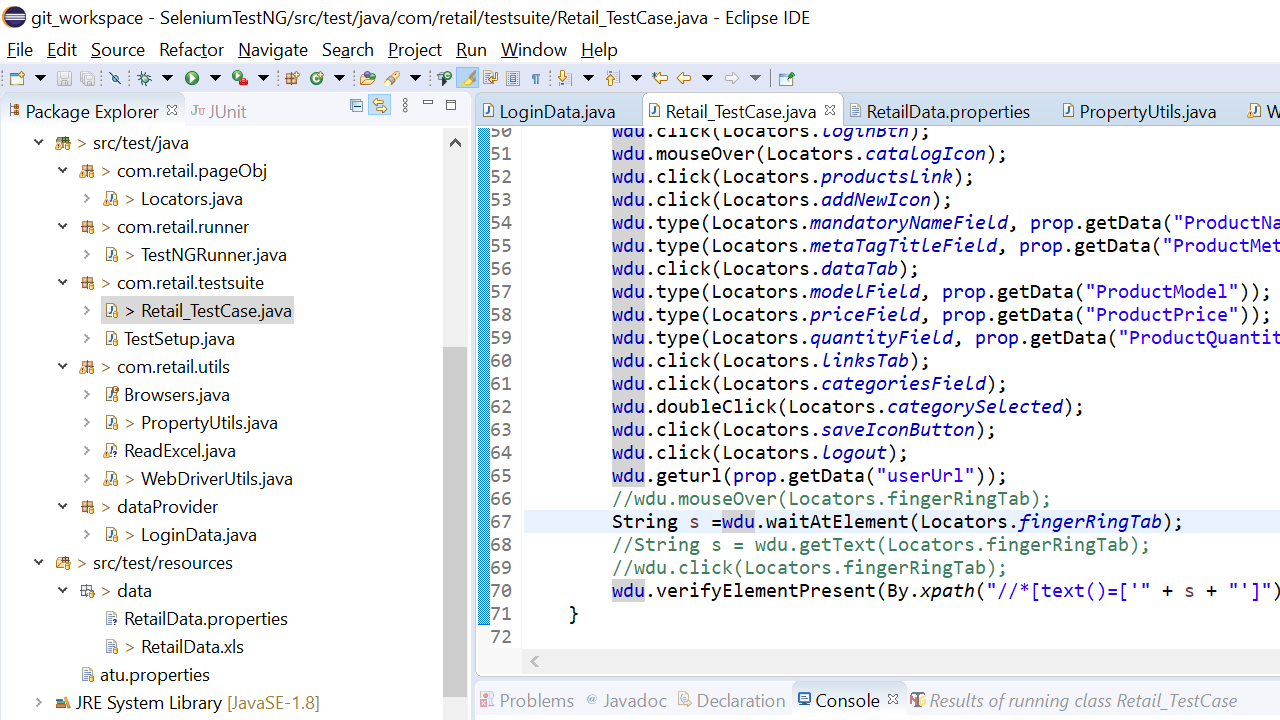 git_workspace - SeleniumTestNG/src/test/java/com/retail/testsuite/Retail_TestCase.java - Eclipse IDE
File Edit Source Refactor Navigate Search Project Run Window Help
Package Explorer JUnit
> src/test/java
> com.retail.pageObj
> Locators.java
> com.retail.runner
> TestNGRunner.java
> com.retail.testsuite
> Retail_TestCase.java
TestSetup.java
> com.retail.utils
Browsers.java
> PropertyUtils.java
ReadExcel.java
> WebDriverUtils.java
> dataProvider
> LoginData.java
> src/test/resources
> data
RetailData.properties
> RetailData.xls
atu.properties
JRE System Library [JavaSE-1.8]
LoginData.java Retail_TestCase.java RetailData.properties PropertyUtils.java W
50 wdu.click(Locators.loginBtn);
51 wdu.mouseOver(Locators.catalogIcon);
52 wdu.click(Locators.productsLink);
53 wdu.click(Locators.addNewIcon);
54 wdu.type(Locators.mandatoryNameField, prop.getData("ProductNa
55 wdu.type(Locators.metaTagTitleField, prop.getData("ProductMet
56 wdu.click(Locators.dataTab);
57 wdu.type(Locators.modelField, prop.getData("ProductModel"));
58 wdu.type(Locators.priceField, prop.getData("ProductPrice"));
59 wdu.type(Locators.quantityField, prop.getData("ProductQuantit
60 wdu.click(Locators.linksTab);
61 wdu.click(Locators.categoriesField);
62 wdu.doubleClick(Locators.categorySelected);
63 wdu.click(Locators.saveIconButton);
64 wdu.click(Locators.logout);
65 wdu.geturl(prop.getData("userUrl"));
66 //wdu.mouseOver(Locators.fingerRingTab);
67 String s =wdu.waitAtElement(Locators.fingerRingTab);
68 //String s = wdu.getText(Locators.fingerRingTab);
69 //wdu.click(Locators.fingerRingTab);
70 wdu.verifyElementPresent(By.xpath("//*[text()=['" + s + "']")
71 }
72
Problems Javadoc Declaration Console Results of running class Retail_TestCase